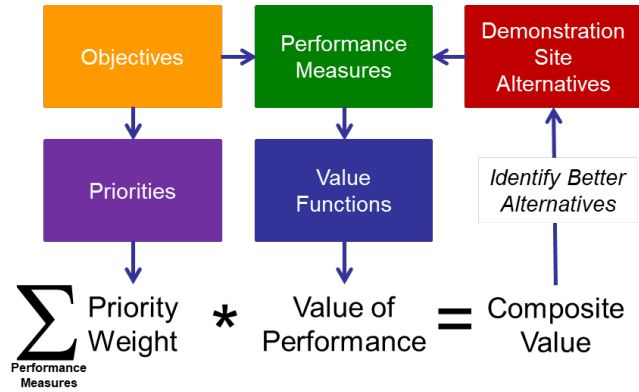 Objectives
Performance
Measures
Demonstration
Site
Alternatives
Priorities
Value
Functions
Identify Better
Alternatives
∑
Performance
Measures
Priority
Weight
*
Value of
Performance
=
Composite
Value